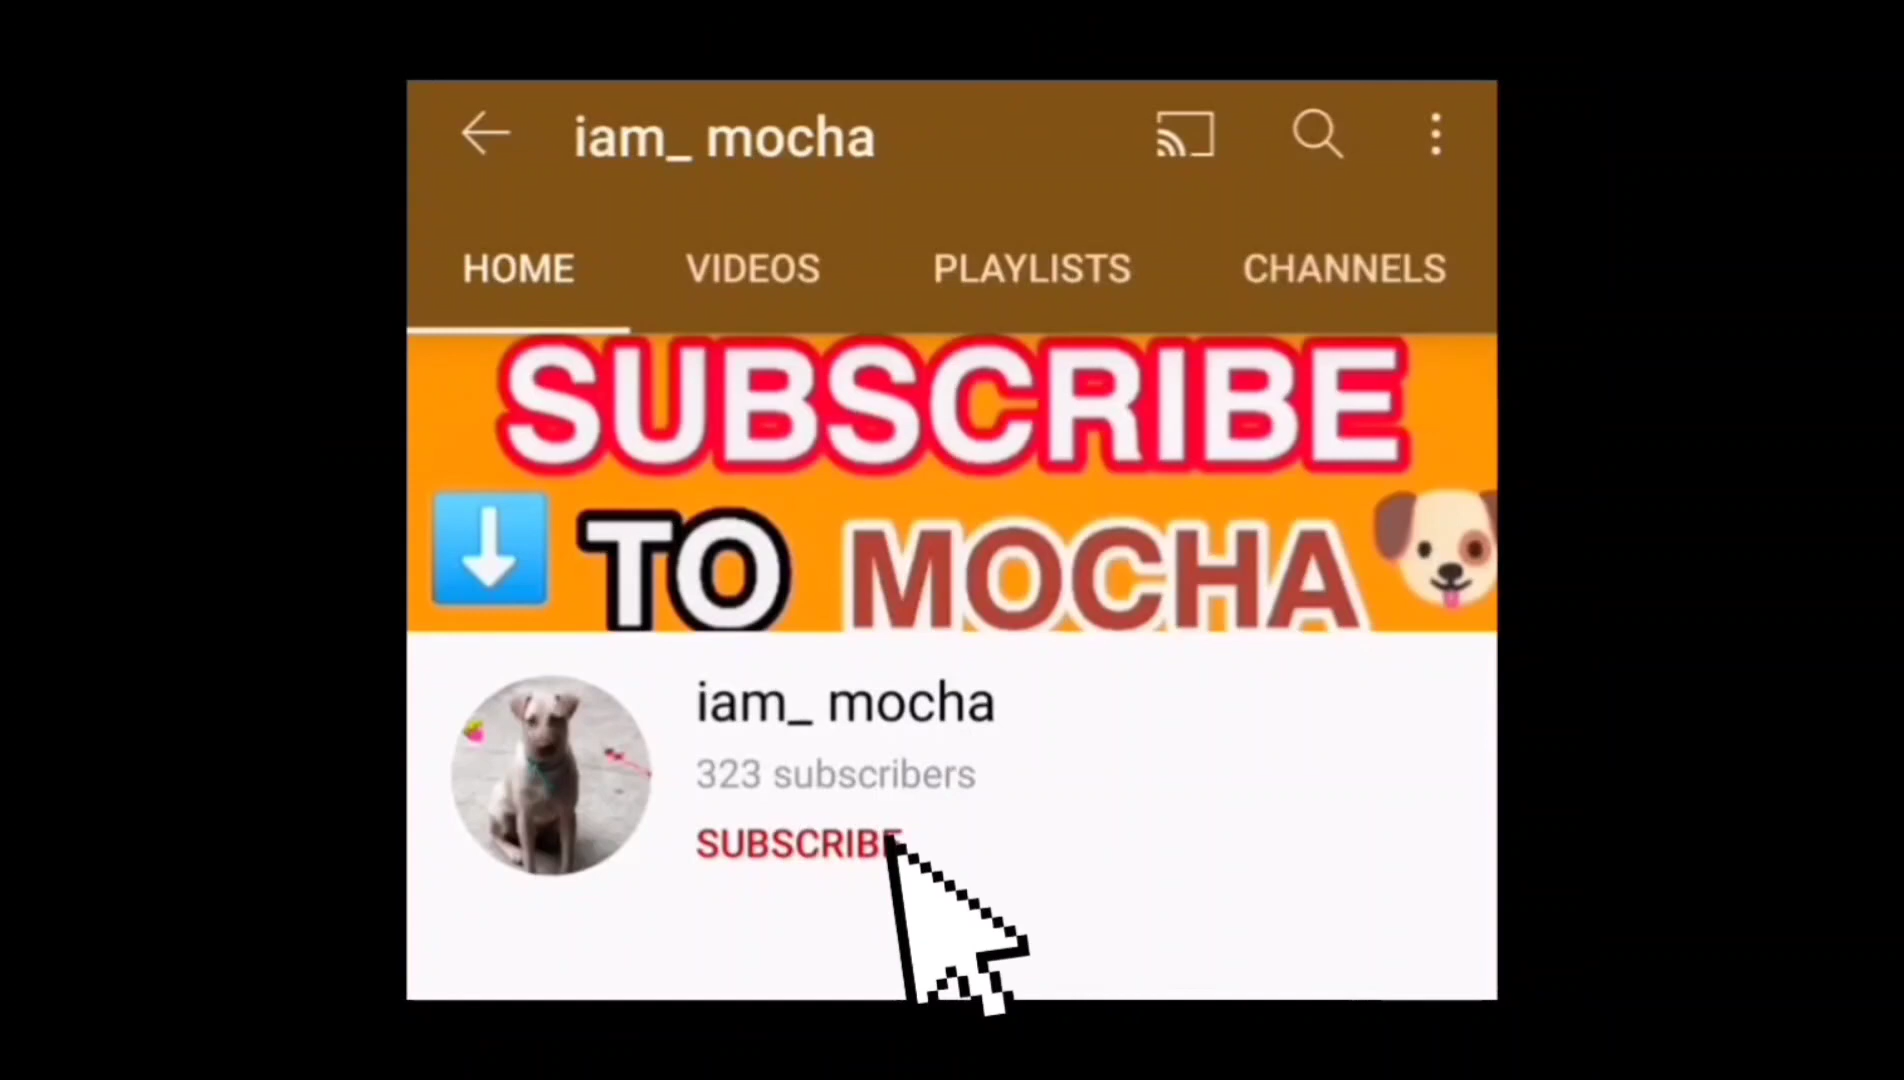 iam_ mocha
HOME VIDEOS PLAYLISTS CHANNELS
SUBSCRIBE
TO MOCHA
iam_ mocha
323 subscribers
SUBSCRIBE